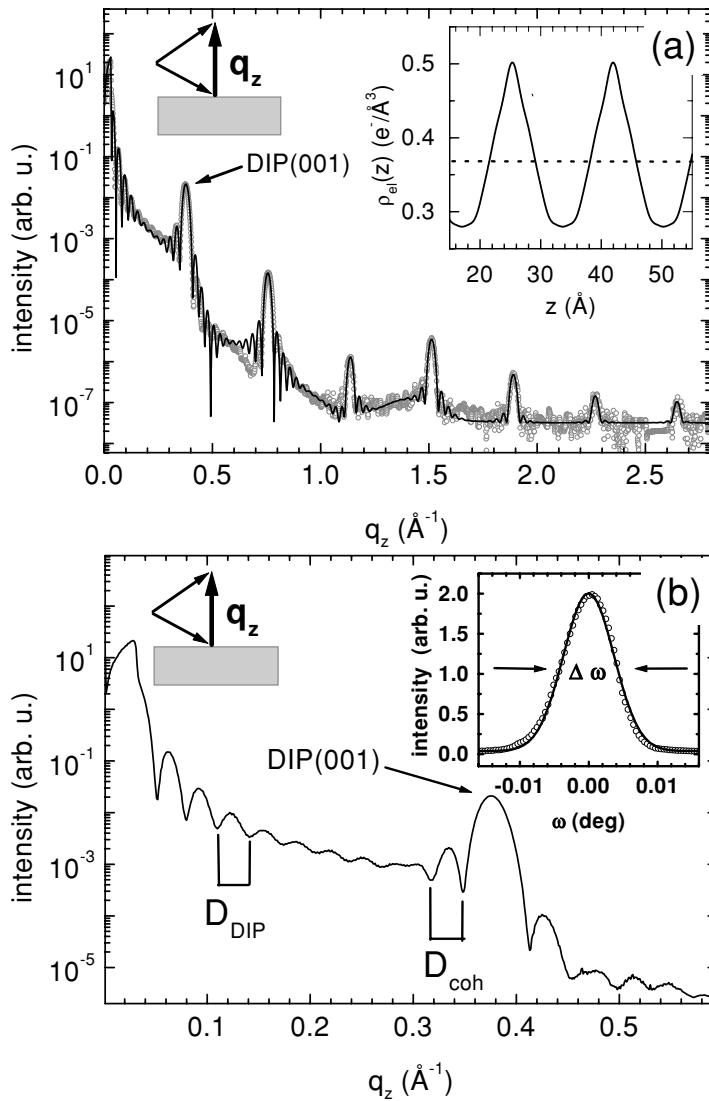 (a)
q_z
DIP(001)
intensity (arb. u.)
10^1
10^-1
10^-3
10^-5
10^-7
0.0 0.5 1.0 1.5 2.0 2.5
q_z (Å^-1)
ρ_el(z) (e^-/Å^3)
0.5
0.4
0.3
20 30 40 50
z (Å)
(b)
q_z
DIP(001)
intensity (arb. u.)
10^1
10^-1
10^-3
10^-5
D_DIP
D_coh
0.1 0.2 0.3 0.4 0.5
q_z (Å^-1)
intensity (arb. u.)
2.0
1.5
1.0
0.5
0.0
Δ ω
-0.01 0.00 0.01
ω (deg)